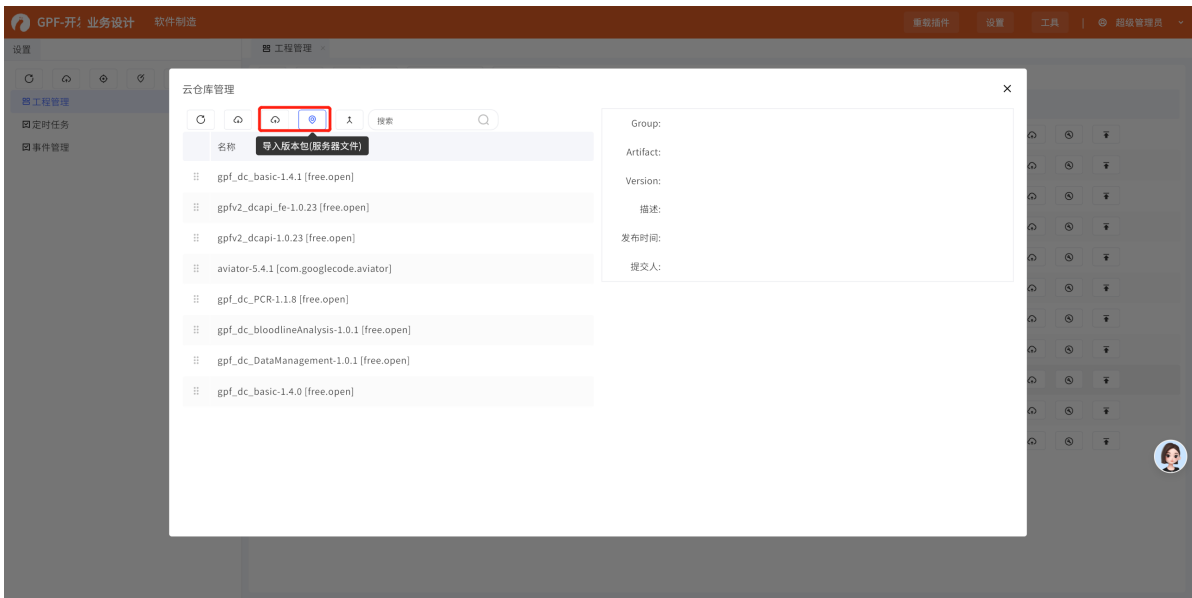 GPF-开 业务设计 软件制造 重载插件 设置 工具 | 超级管理员
设置 工程管理
云仓库管理
工程管理
定时任务
事件管理
搜索
名称 导入版本包(服务器文件)
gpf_dc_basic-1.4.1 [free.open]
gpfv2_dcapi_fe-1.0.23 [free.open]
gpfv2_dcapi-1.0.23 [free.open]
aviator-5.4.1 [com.googlecode.aviator]
gpf_dc_PCR-1.1.8 [free.open]
gpf_dc_bloodlineAnalysis-1.0.1 [free.open]
gpf_dc_DataManagement-1.0.1 [free.open]
gpf_dc_basic-1.4.0 [free.open]
Group:
Artifact:
Version:
描述:
发布时间:
提交人: